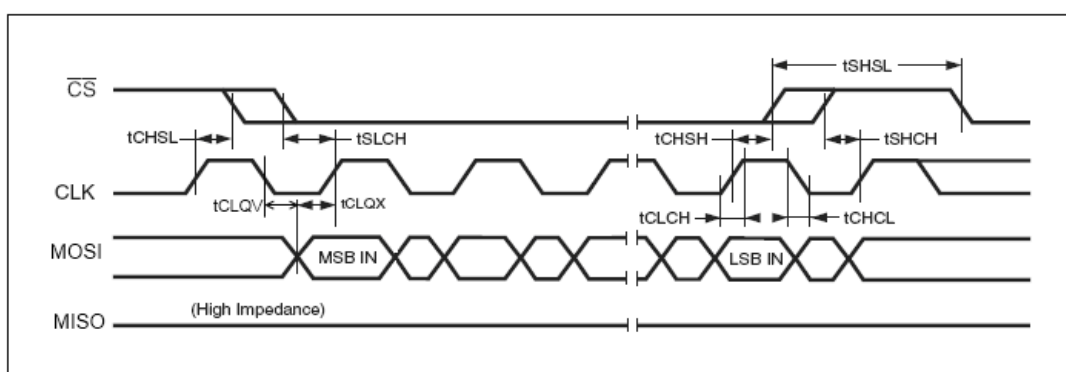 CS
tSHSL
tCHSL
tSLCH
tCHSH
tSHCH
CLK
tCLQV
tCLQX
tCLCH
tCHCL
MOSI
MSB IN
LSB IN
(High Impedance)
MISO